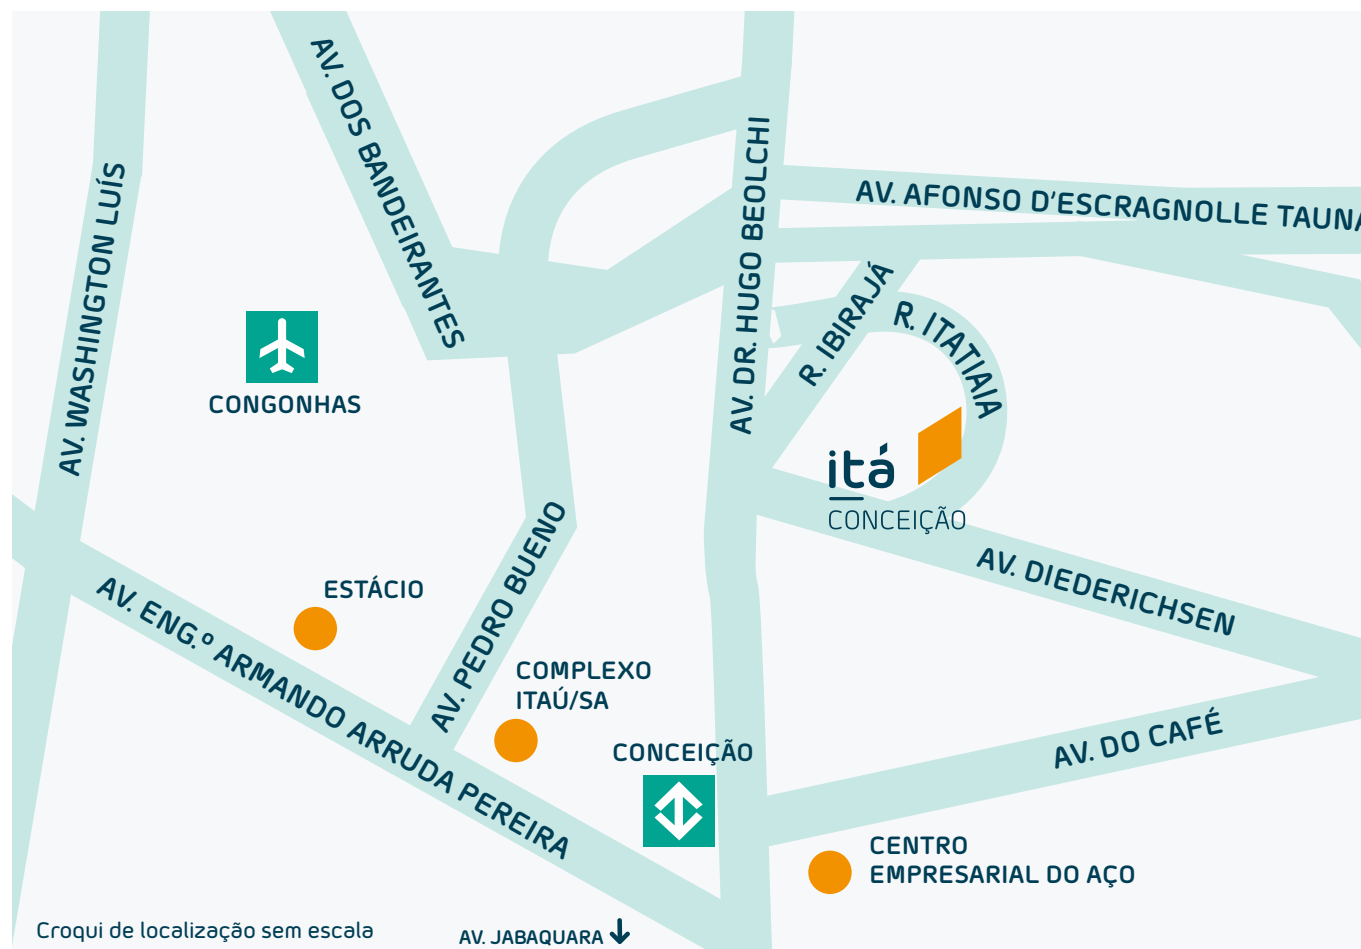 AV. DOS BANDEIRANTES
AV. DR. HUGO BEOLCHI
AV. WASHINGTON LUÍS
AV. AFONSO D'ESCRAGNOLLE TAUNA
R. IBIRAJÁ
R. ITATIAIA
CONGONHAS
itá
CONCEIÇÃO
AV. PEDRO BUENO
AV. DIEDERICHSEN
ESTÁCIO
AV. ENG.º ARMANDO ARRUDA PEREIRA
COMPLEXO
ITAÚ/SA
CONCEIÇÃO
AV. DO CAFÉ
CENTRO
EMPRESARIAL DO AÇO
Croqui de localização sem escala
AV. JABAQUARA